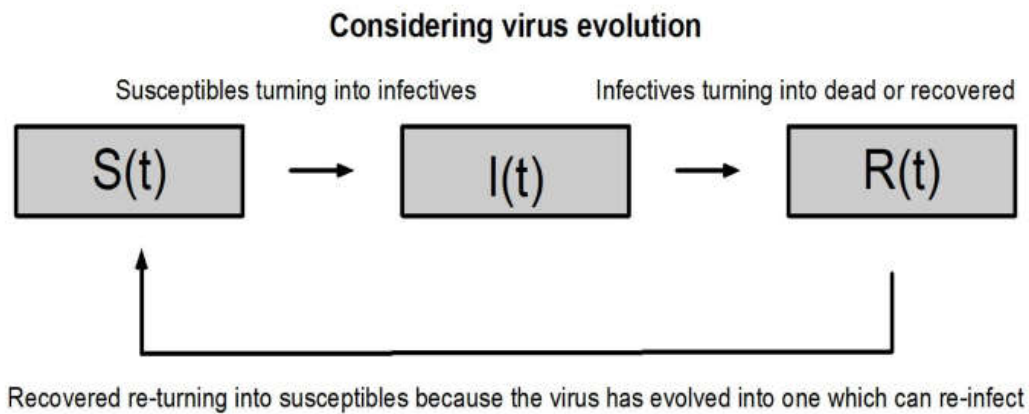 Considering virus evolution
Susceptibles turning into infectives
Infectives turning into dead or recovered
S(t)
I(t)
R(t)
Recovered re-turning into susceptibles because the virus has evolved into one which can re-infect